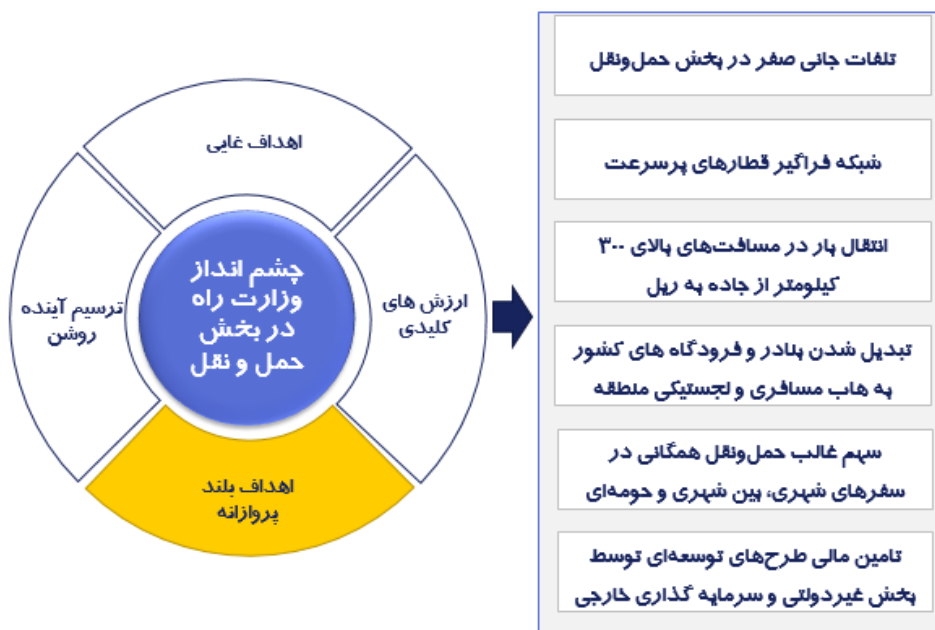 اهداف غایی
ارزش های
کلیدی
چشم انداز
وزارت راه
در بخش
حمل و نقل
ترسیم آینده
روشن
اهداف بلند
پروازانه
تلفات جانی صفر در بخش حمل‌ونقل
شبکه فراگیر قطارهای پرسرعت
انتقال بار در مسافت‌های بالای ۳۰۰
کیلومتر از جاده به ریل
تبدیل شدن بنادر و فرودگاه های کشور
به هاب مسافری و لجستیکی منطقه
سهم غالب حمل‌ونقل همگانی در
سفرهای شهری، بین شهری و حومه‌ای
تامین مالی طرح‌های توسعه‌ای توسط
بخش غیردولتی و سرمایه گذاری خارجی